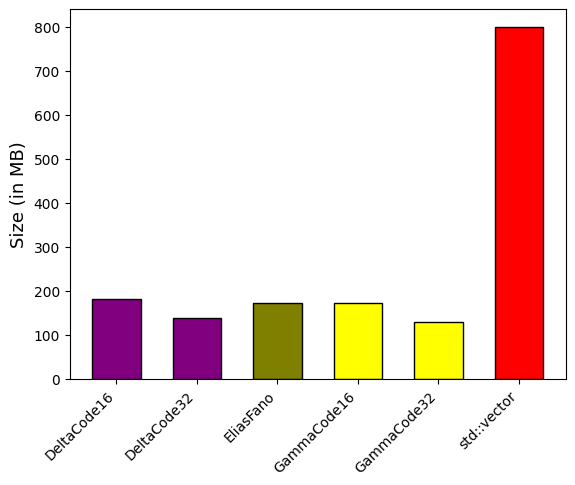 Size (in MB)
800
700
600
500
400
300
200
100
0
DeltaCode16
DeltaCode32
EliasFano
GammaCode16
GammaCode32
std::vector